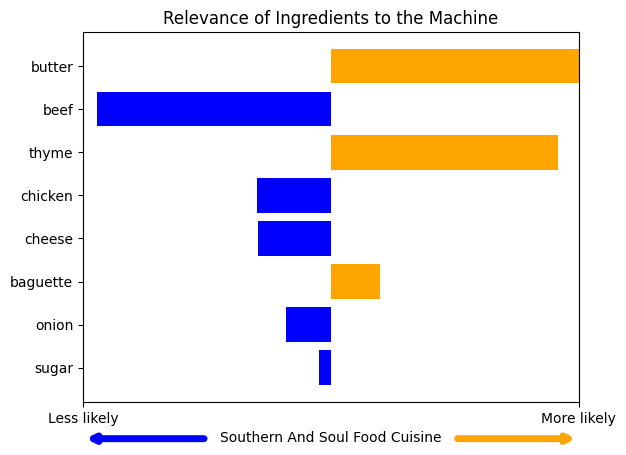 Relevance of Ingredients to the Machine
butter
beef
thyme
chicken
cheese
baguette
onion
sugar
Less likely More likely
Southern And Soul Food Cuisine